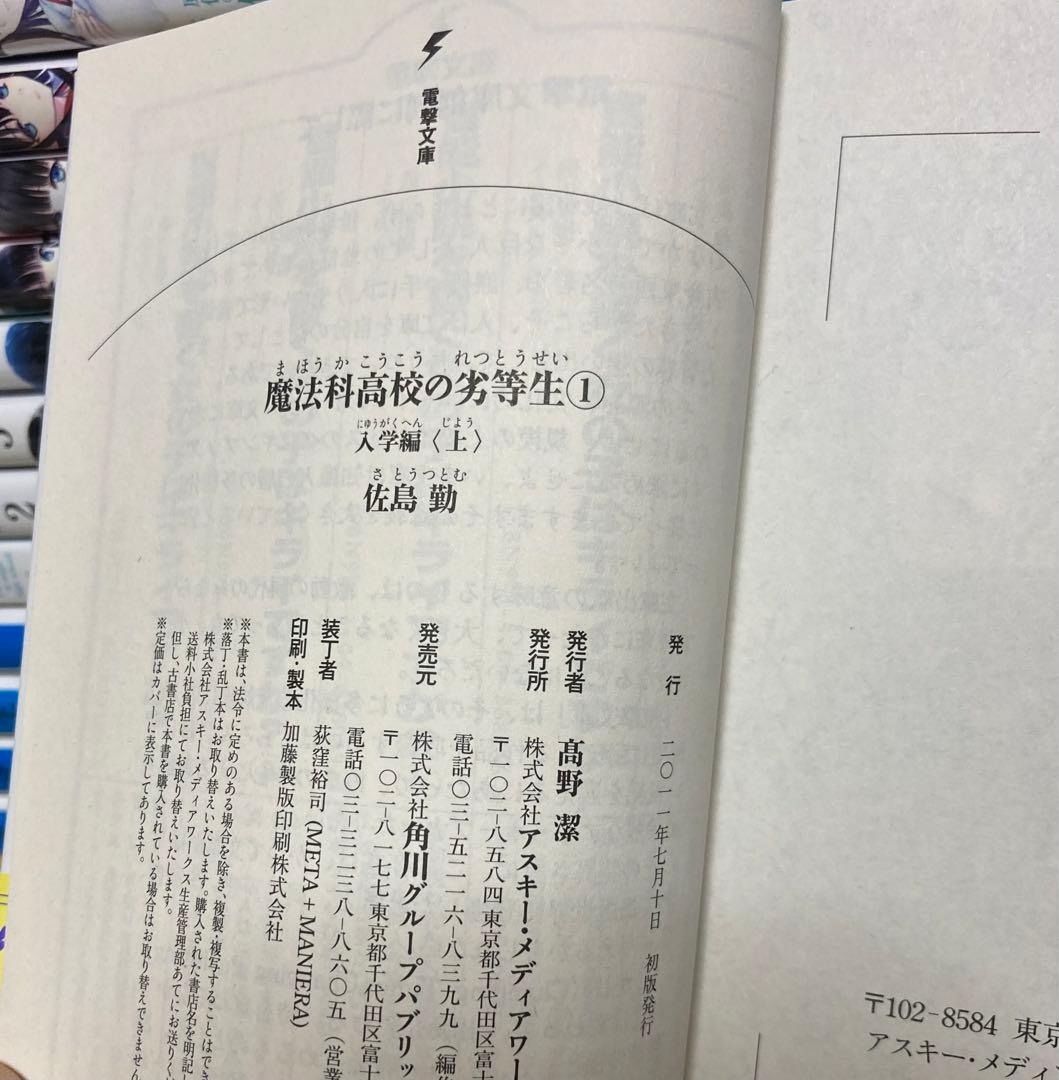 電撃文庫
まほうかこうこう れつとうせい
魔法科高校の劣等生①
にゆうがくへん じよう
入学編〈上〉
さとうつとむ
佐島 勤
発行 二〇一一年七月十日 初版発行
発行者 髙野 潔
発行所 株式会社アスキー・メディアワー
〒一〇二-八五八四 東京都千代田区富士
電話〇三-五二一六-八三九九(編
発売元 株式会社角川グループパブリッ
〒一〇二-八一七七 東京都千代田区富士
電話〇三-三二三八-八六〇五(営業
装丁者 荻窪裕司(META + MANIERA)
印刷・製本 加藤製版印刷株式会社
※本書は、法令に定めのある場合を除き、複製・複写することはでき
※落丁・乱丁本はお取り替えいたします。購入された書店名を明記し
株式会社アスキー・メディアワークス生産管理部あてにお送りく
送料小社負担にてお取り替えいたします。
但し、古書店で本書を購入されている場合はお取り替えできません
※定価はカバーに表示してあります。
〒102-8584 東京
アスキー・メディ